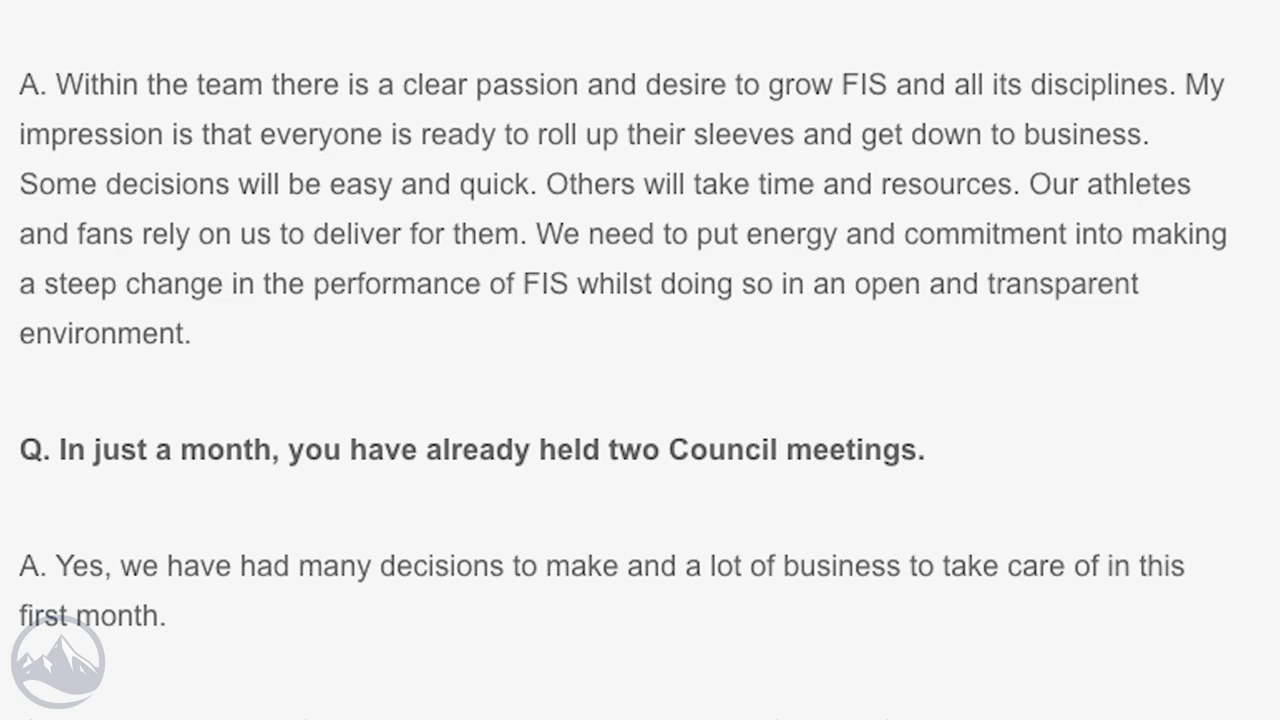 A. Within the team there is a clear passion and desire to grow FIS and all its disciplines. My
impression is that everyone is ready to roll up their sleeves and get down to business.
Some decisions will be easy and quick. Others will take time and resources. Our athletes
and fans rely on us to deliver for them. We need to put energy and commitment into making
a steep change in the performance of FIS whilst doing so in an open and transparent
environment.
Q. In just a month, you have already held two Council meetings.
A. Yes, we have had many decisions to make and a lot of business to take care of in this
first month.